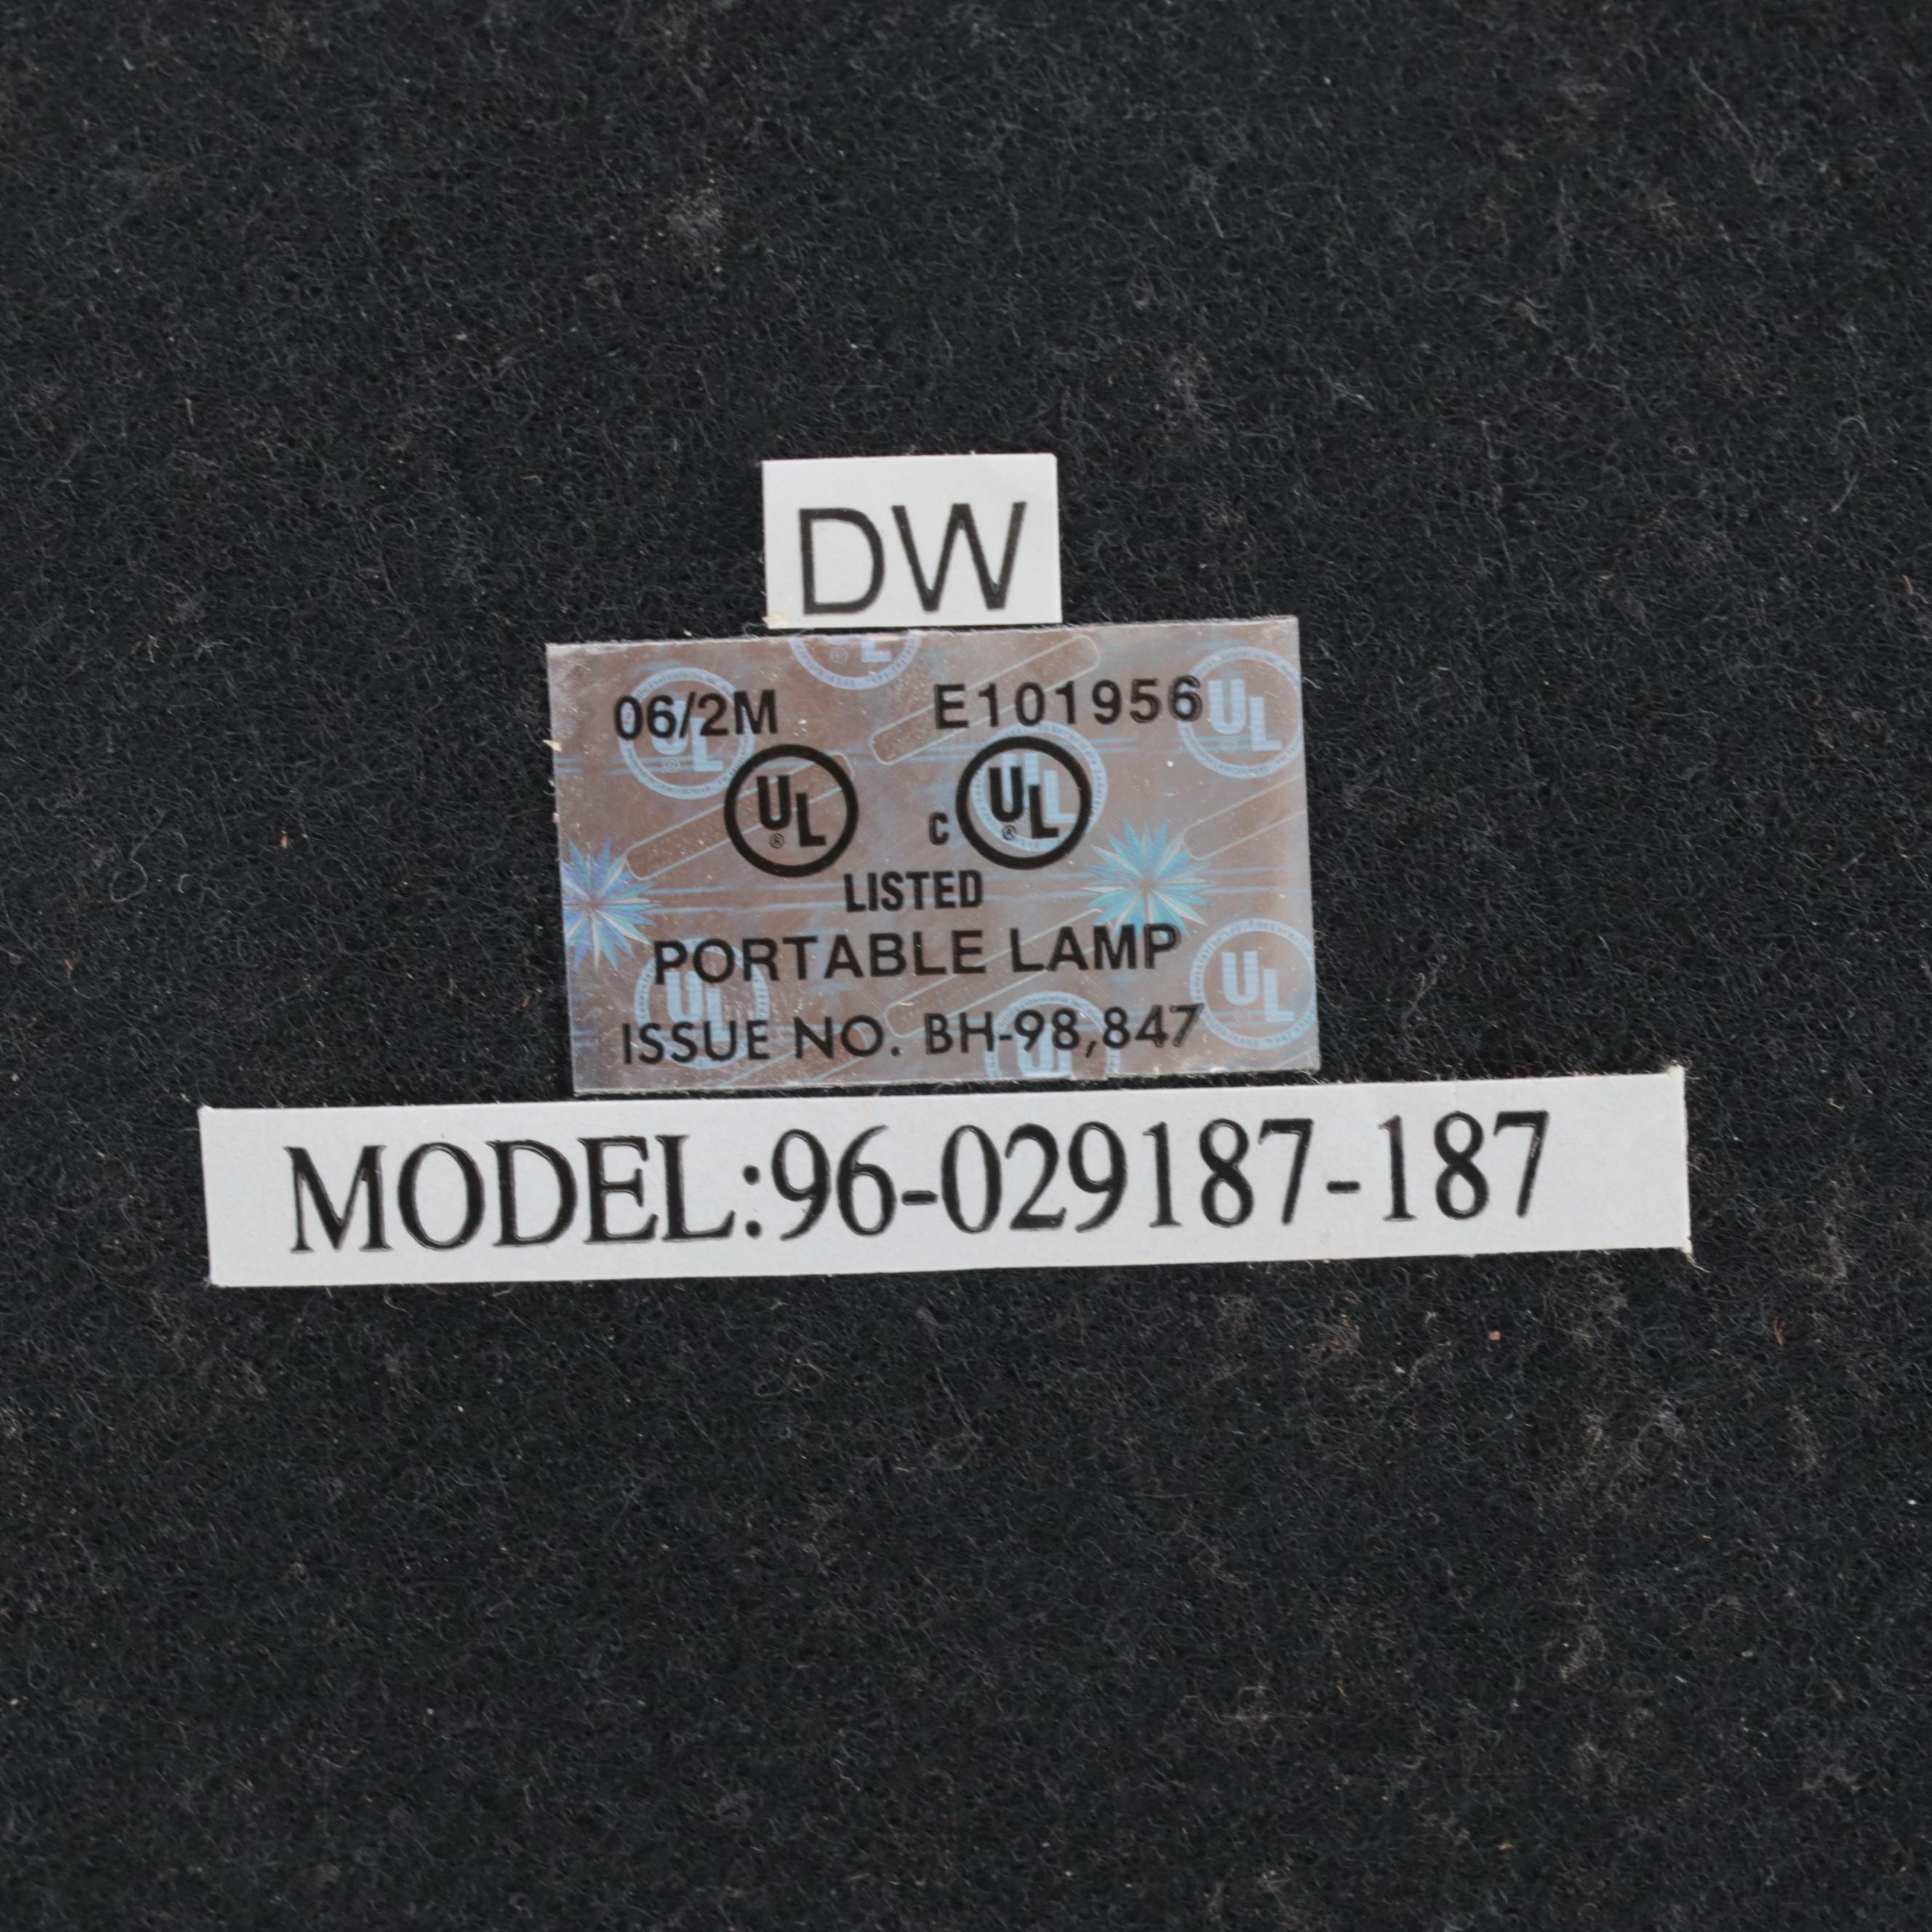 DW
06/2M E101956
UL ® c UL ®
LISTED
PORTABLE LAMP
ISSUE NO. BH-98,847
MODEL:96-029187-187